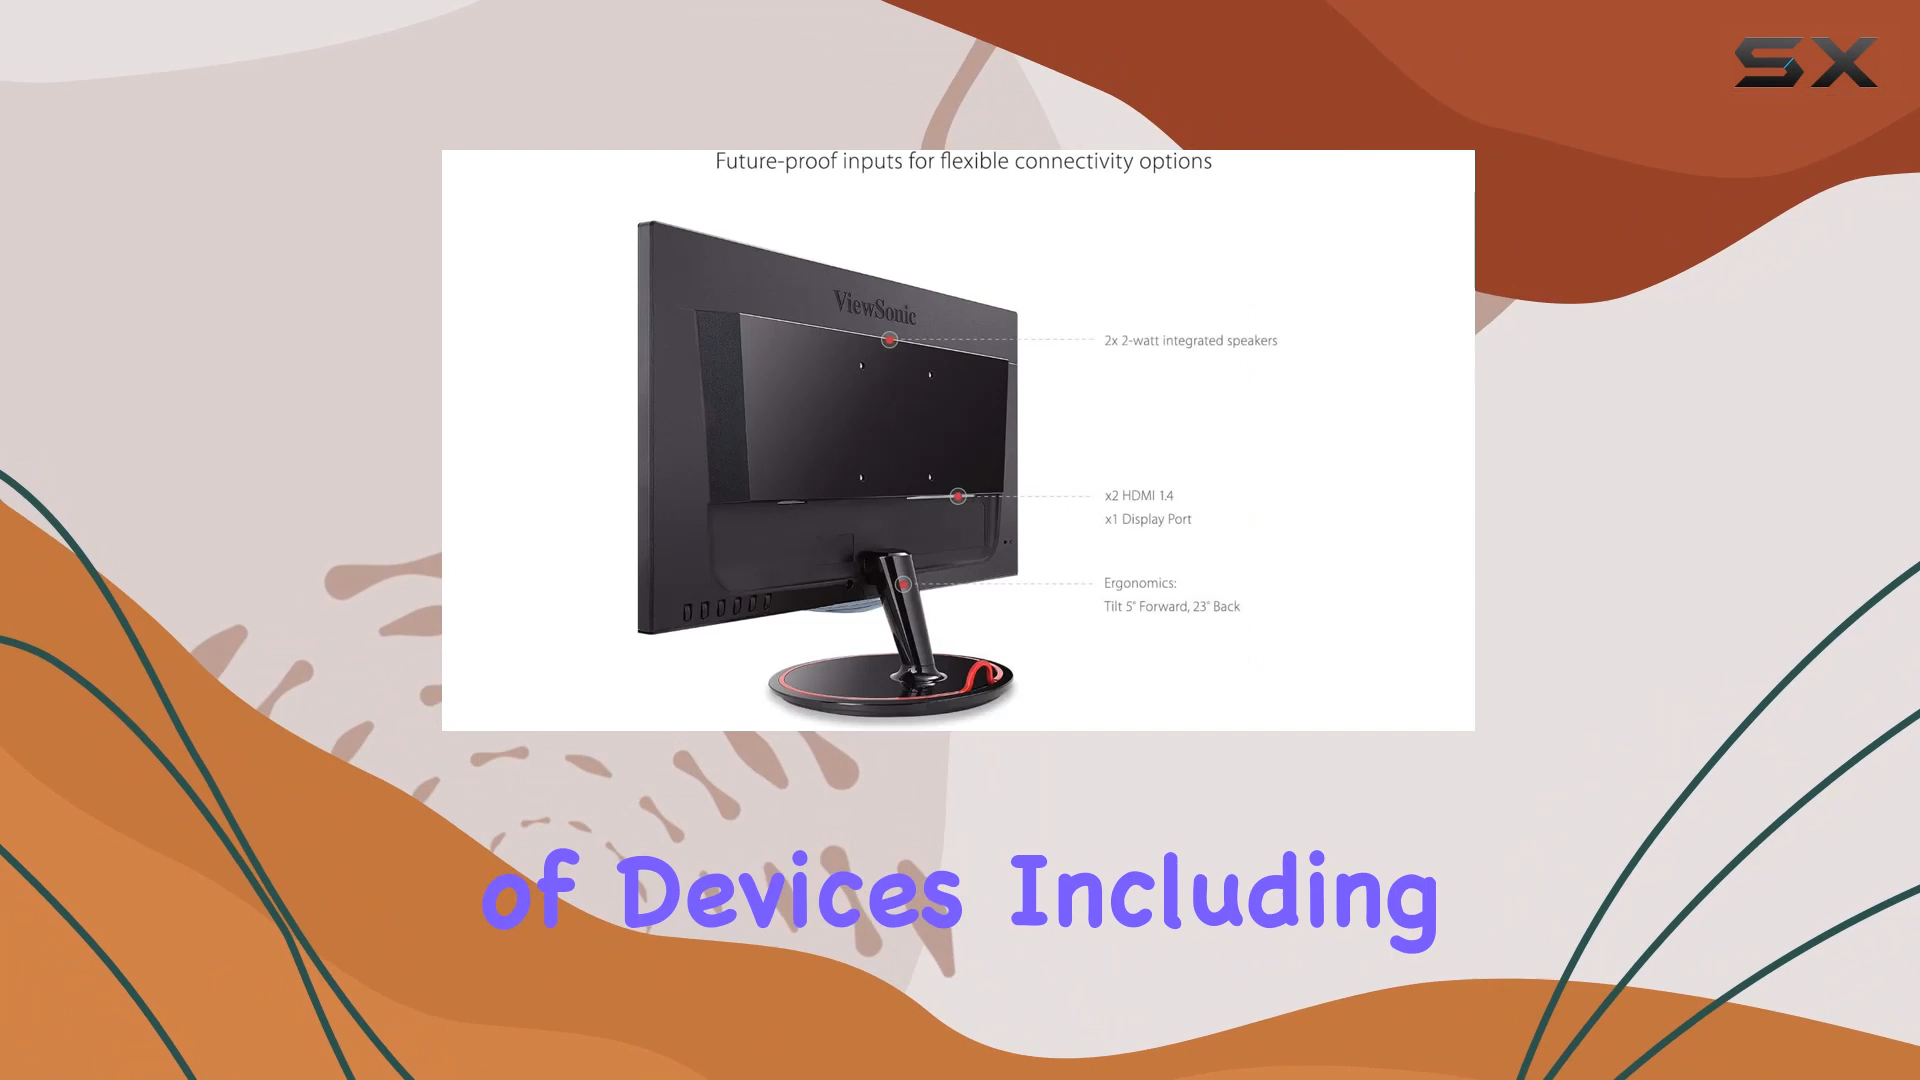 SX
Future-proof inputs for flexible connectivity options
ViewSonic
2x 2-watt integrated speakers
x2 HDMI 1.4
x1 Display Port
Ergonomics:
Tilt 5° Forward, 23° Back
of Devices Including